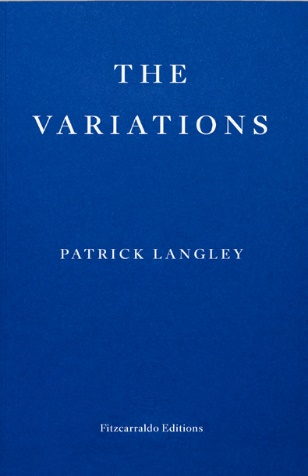 THE
VARIATIONS
PATRICK LANGLEY
Fitzcarraldo Editions